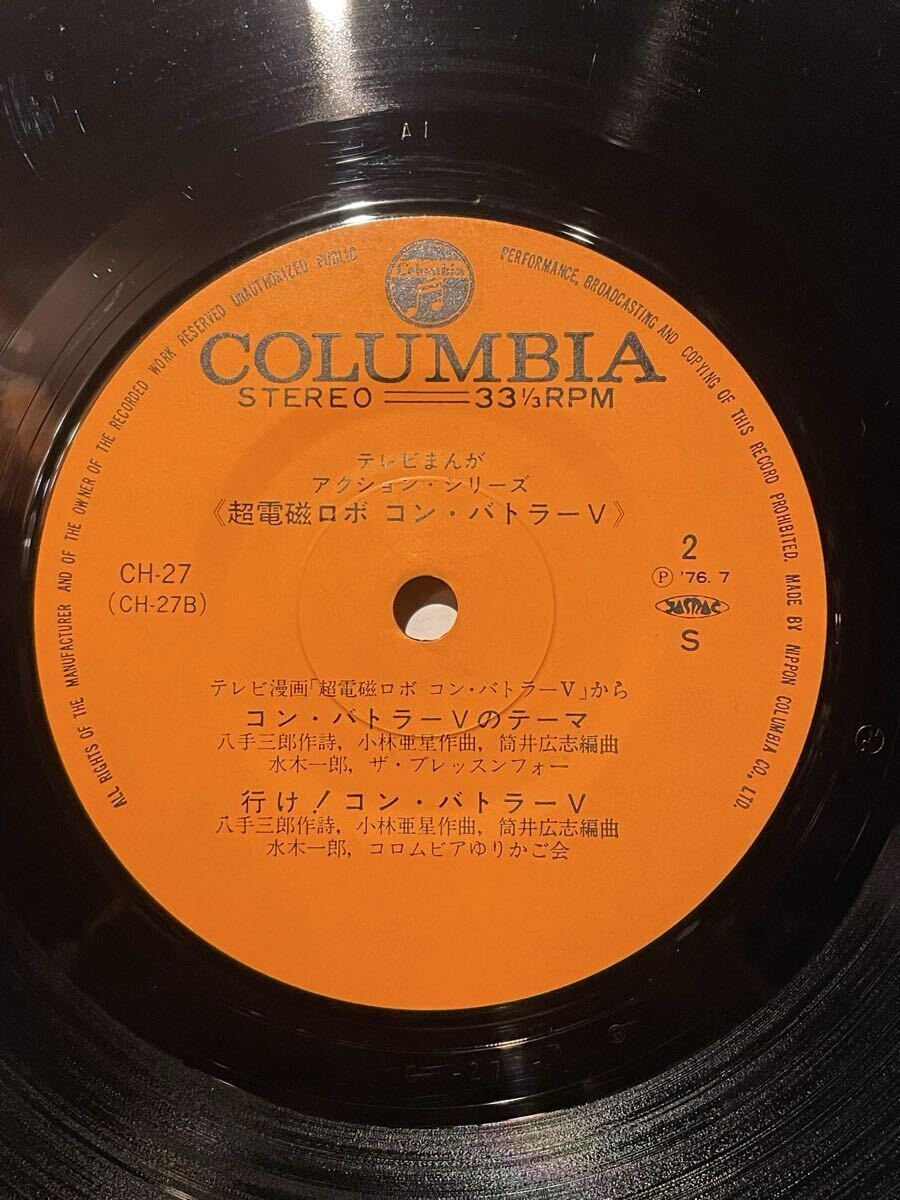 A1
Columbia
ALL RIGHTS OF THE MANUFACTURER AND OF THE OWNER OF THE RECORDED WORK RESERVED UNAUTHORIZED PUBLIC PERFORMANCE, BROADCASTING AND COPYING OF THIS RECORD PROHIBITED. MADE BY NIPPON COLUMBIA CO., LTD.
COLUMBIA
STEREO 33 1/3 RPM
テレビまんが
アクション・シリーズ
《超電磁ロボ コン・バトラーV》
CH-27
(CH-27B)
2
Ⓟ '76. 7
JASRAC
S
テレビ漫画「超電磁ロボ コン・バトラーV」から
コン・バトラーVのテーマ
八手三郎作詩, 小林亜星作曲, 筒井広志編曲
水木一郎, ザ・ブレッスンフォー
行け!コン・バトラーV
八手三郎作詩, 小林亜星作曲, 筒井広志編曲
水木一郎, コロムビアゆりかご会